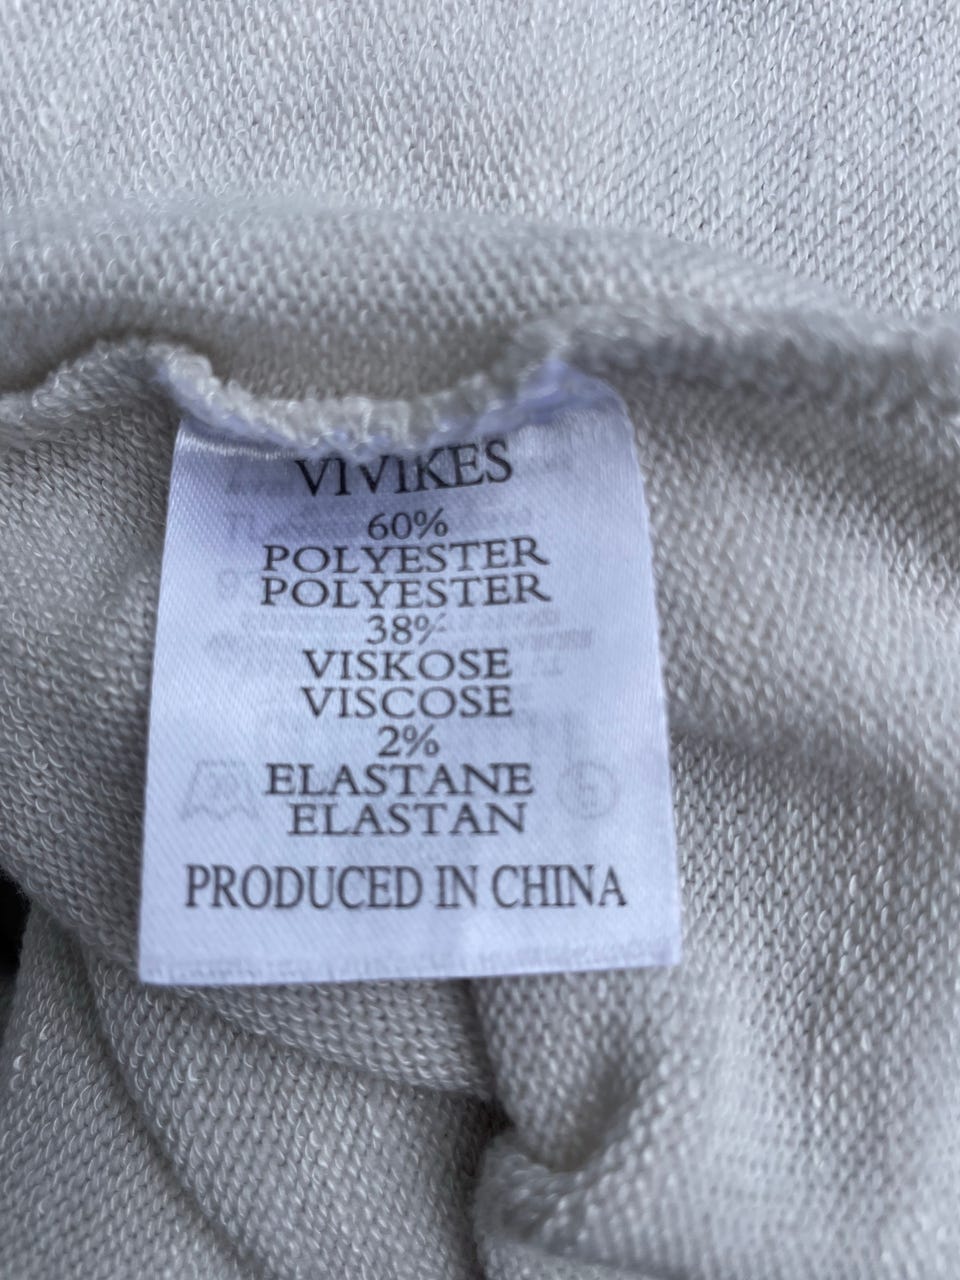 VIVIKES
60%
POLYESTER
POLYESTER
38%
VISKOSE
VISCOSE
2%
ELASTANE
ELASTAN
PRODUCED IN CHINA